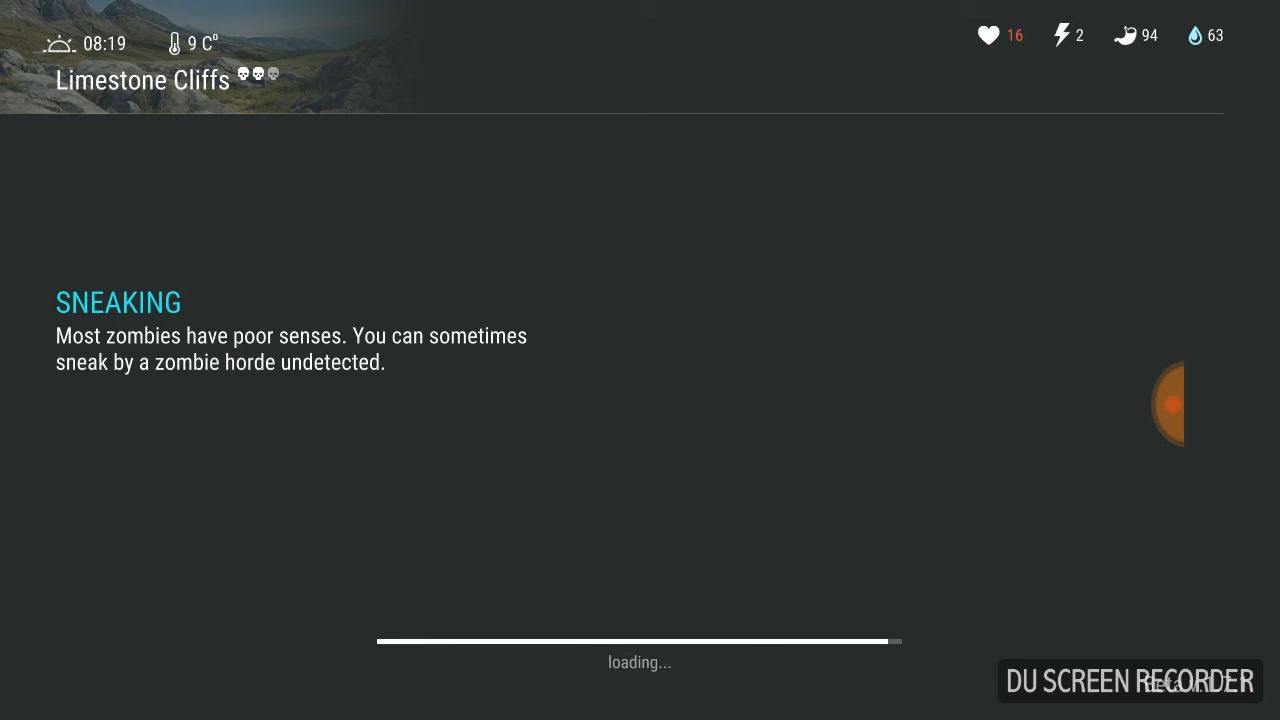 08:19 9 Cº
16 2 94 63
Limestone Cliffs
SNEAKING
Most zombies have poor senses. You can sometimes
sneak by a zombie horde undetected.
loading...
DU SCREEN RECORDER